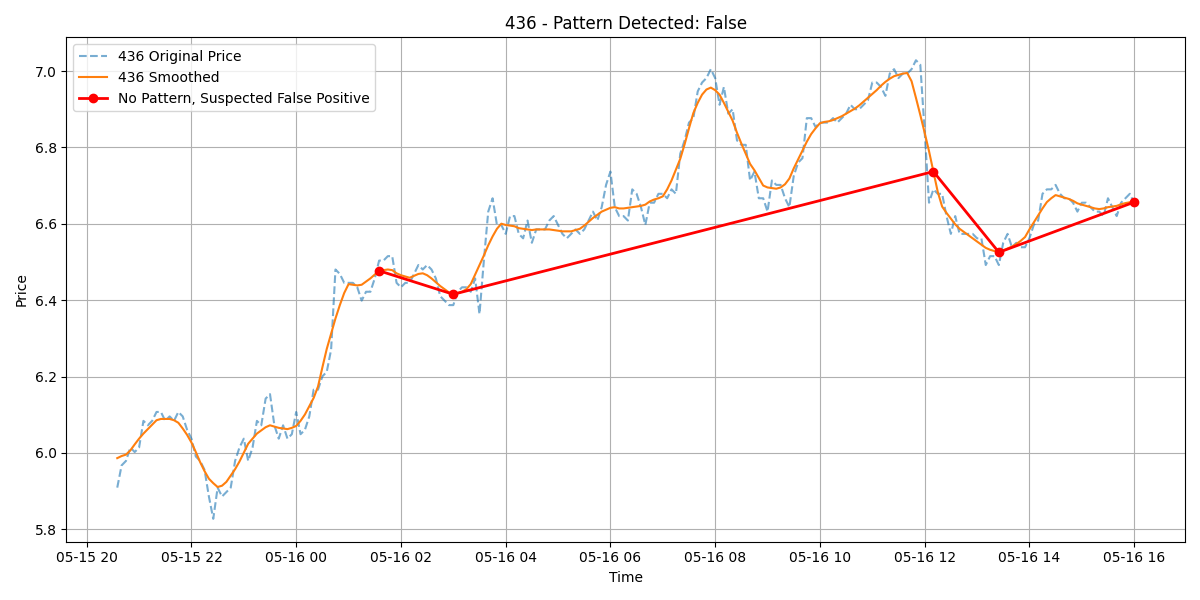 436 - Pattern Detected: False
436 Original Price
436 Smoothed
No Pattern, Suspected False Positive
Price
7.0
6.8
6.6
6.4
6.2
6.0
5.8
05-15 20 05-15 22 05-16 00 05-16 02 05-16 04 05-16 06 05-16 08 05-16 10 05-16 12 05-16 14 05-16 16
Time